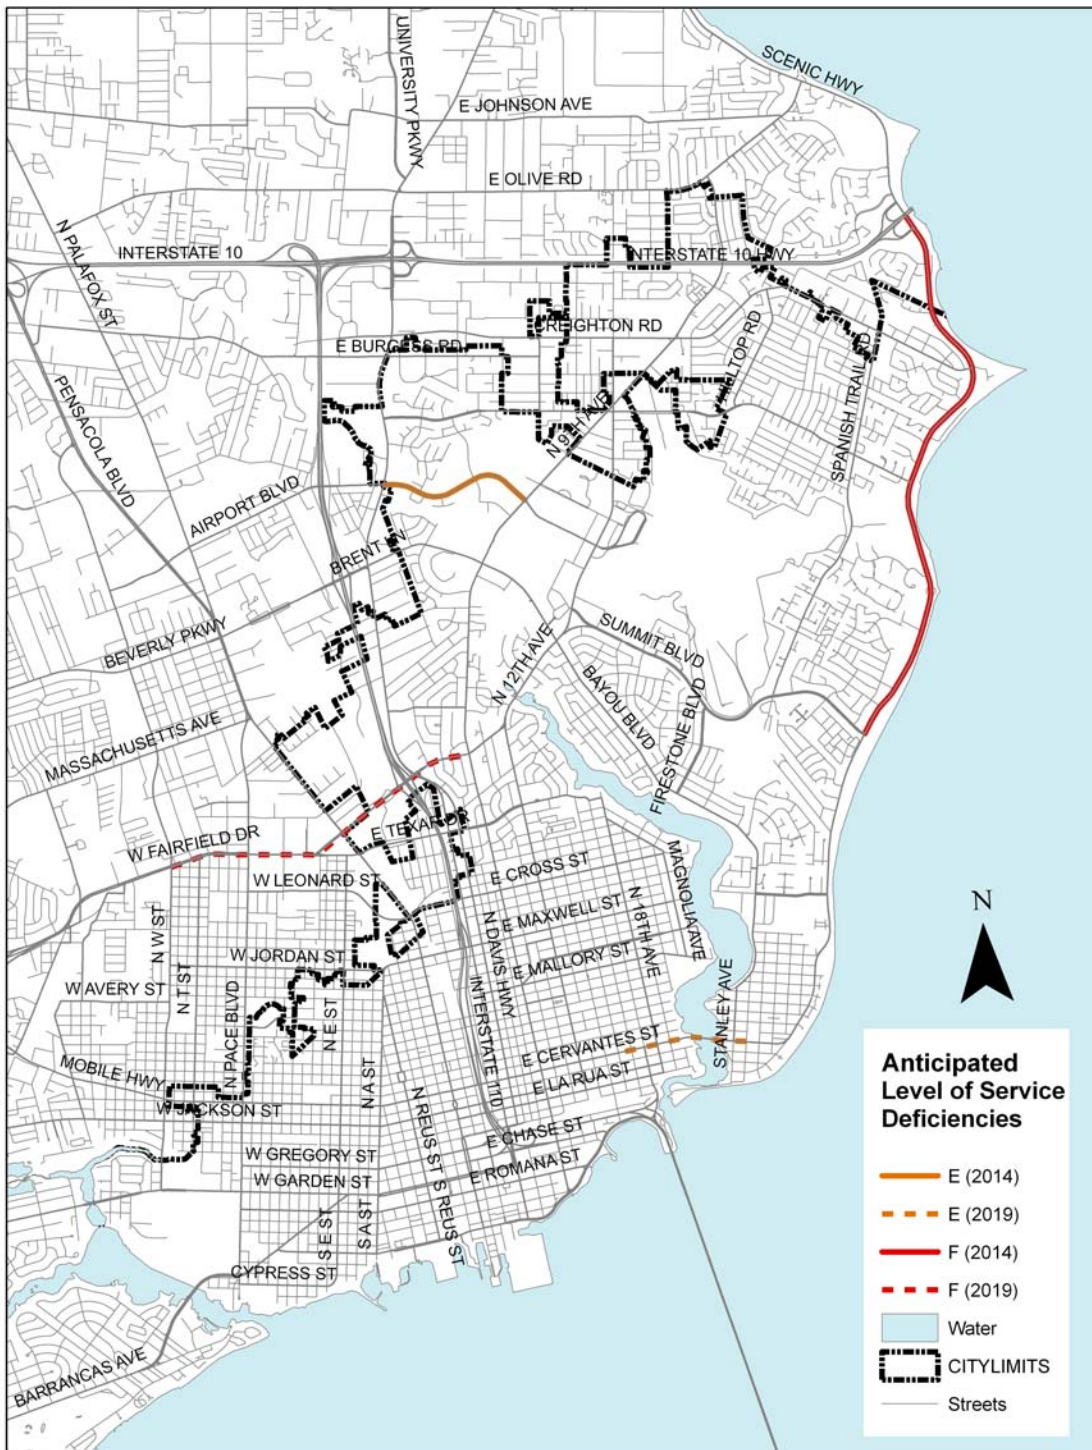 SCENIC HWY
UNIVERSITY PKWY
E JOHNSON AVE
E OLIVE RD
N PALAFOX ST
INTERSTATE 10
NTERSTATE 10 HWY
CREIGHTON RD
E BURGESS RD
HILLTOP RD
PENSACOLA BLVD
N 9TH AVE
SPANISH TRAIL RD
AIRPORT BLVD
BRENT LN
BEVERLY PKWY
SUMMIT BLVD
N 12TH AVE
BAYOU BLVD
FIRESTONE BLVD
MASSACHUSETTS AVE
W FAIRFIELD DR
E TEXAR DR
W LEONARD ST
E CROSS ST
MAGNOLIA AVE
N W ST
E MAXWELL ST
N 18TH AVE
N DAVIS HWY
W JORDAN ST
E MALLORY ST
W AVERY ST
N T ST
N PACE BLVD
N E ST
INTERSTATE 110
STANLEY AVE
E CERVANTES ST
MOBILE HWY
N A ST
E LA RUA ST
W JACKSON ST
N REUS ST
E CHASE ST
W GREGORY ST
E ROMANA ST
W GARDEN ST
S REUS ST
S E ST
S A ST
CYPRESS ST
BARRANCAS AVE
N
Anticipated
Level of Service
Deficiencies
E (2014)
E (2019)
F (2014)
F (2019)
Water
CITYLIMITS
Streets